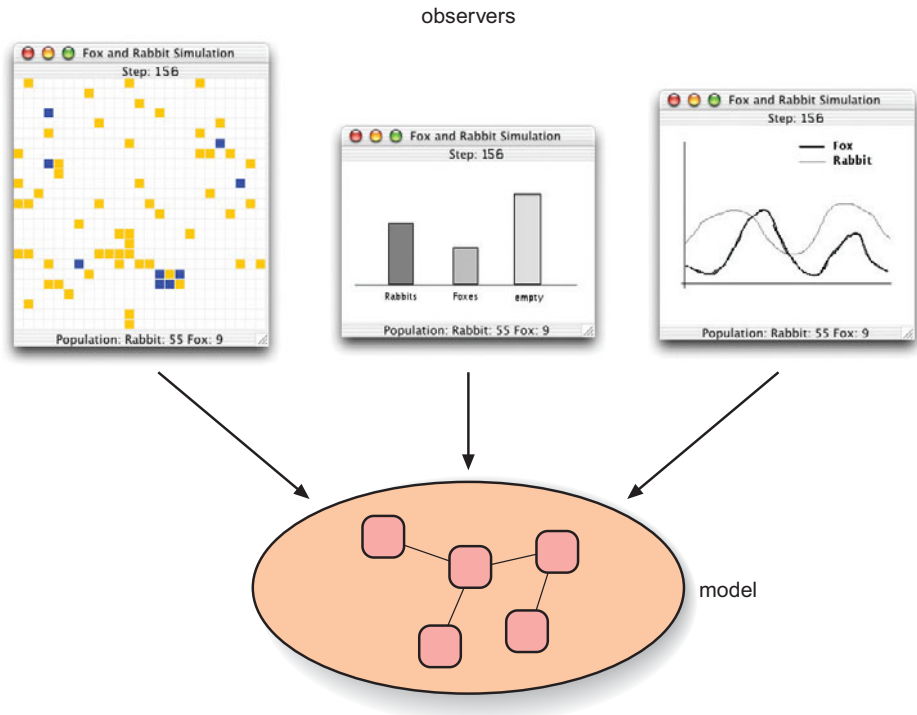 observers
Fox and Rabbit Simulation
Step: 156
Population: Rabbit: 55 Fox: 9
Fox and Rabbit Simulation
Step: 156
Rabbits Foxes empty
Population: Rabbit: 55 Fox: 9
Fox and Rabbit Simulation
Step: 156
Fox
Rabbit
Population: Rabbit: 55 Fox: 9
model